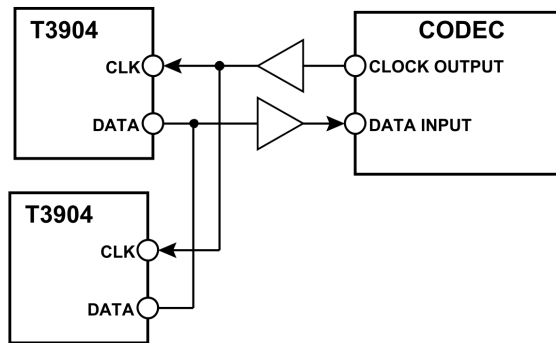 T3904
CLK
DATA
CODEC
CLOCK OUTPUT
DATA INPUT
T3904
CLK
DATA